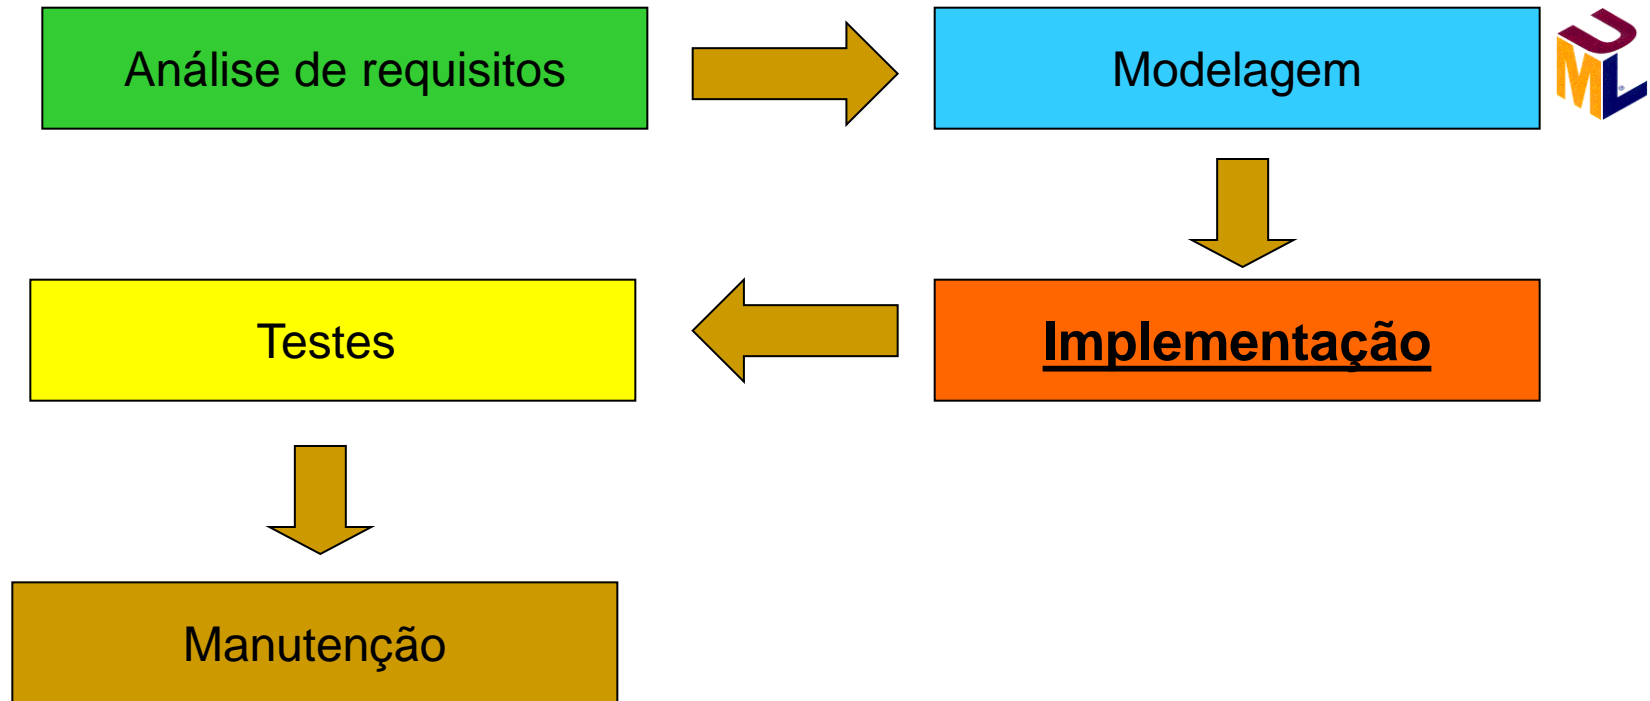 Análise de requisitos
Modelagem
UML
Implementação
Testes
Manutenção